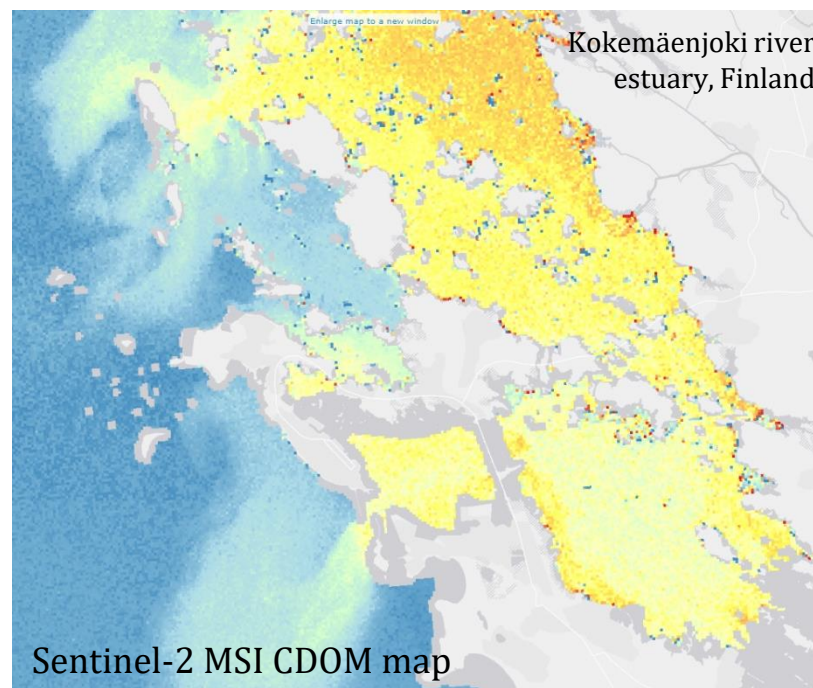 Enlarge map to a new window
Kokemäenjoki river
estuary, Finland
Sentinel-2 MSI CDOM map